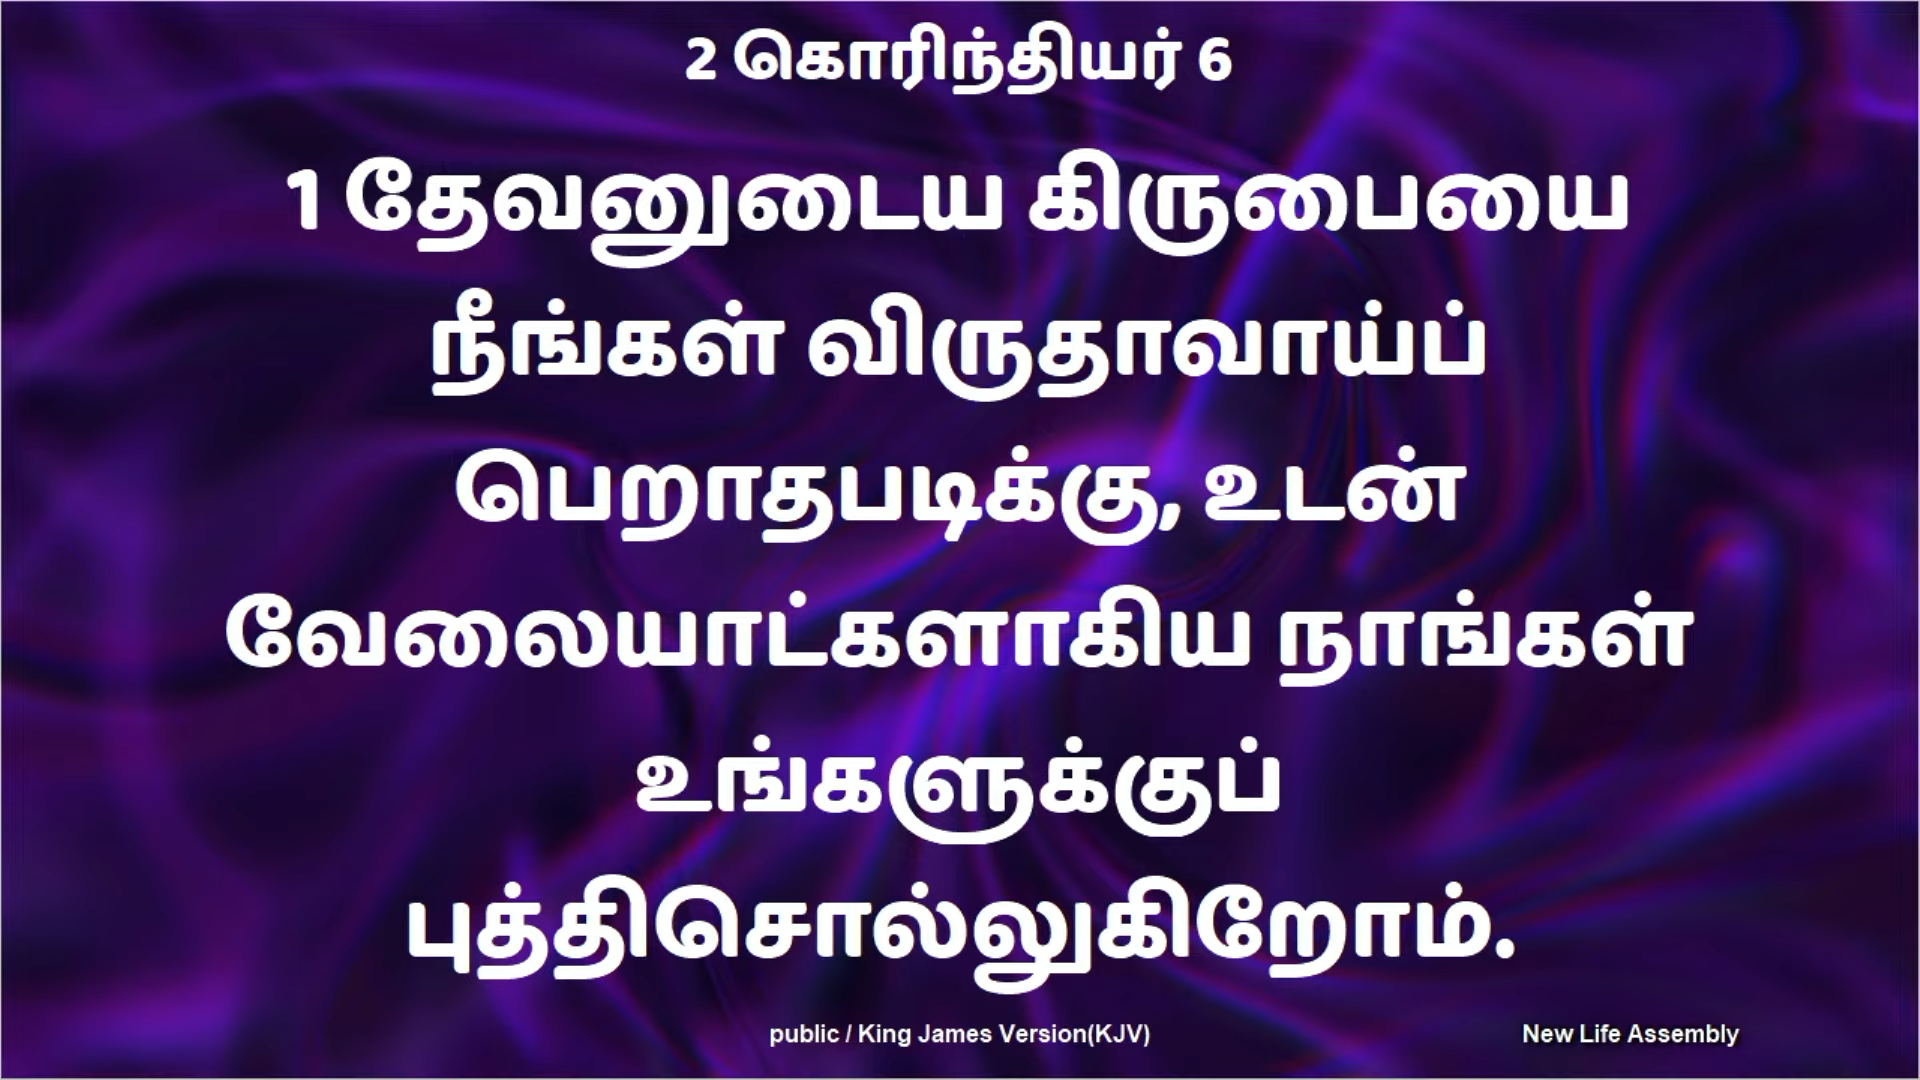 2 கொரிந்தியர் 6
1 தேவனுடைய கிருபையை
நீங்கள் விருதாவாய்ப்
பெறாதபடிக்கு, உடன்
வேலையாட்களாகிய நாங்கள்
உங்களுக்குப்
புத்திசொல்லுகிறோம்.
public / King James Version(KJV)
New Life Assembly